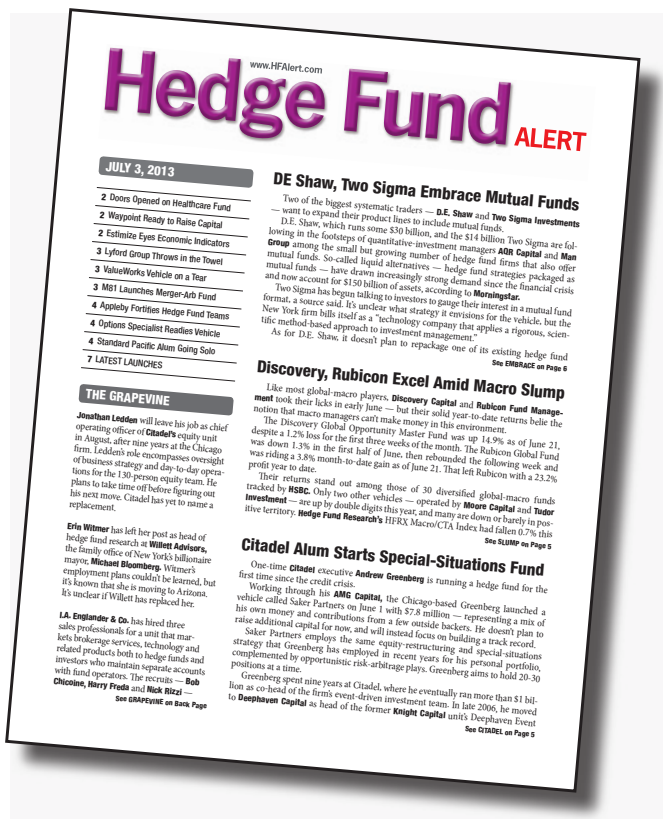 www.HFAlert.com
Hedge Fund
ALERT
JULY 3, 2013
2 Doors Opened on Healthcare Fund
2 Waypoint Ready to Raise Capital
2 Estimize Eyes Economic Indicators
3 Lyford Group Throws in the Towel
3 ValueWorks Vehicle on a Tear
3 M81 Launches Merger-Arb Fund
4 Appleby Fortifies Hedge Fund Teams
4 Options Specialist Readies Vehicle
4 Standard Pacific Alum Going Solo
7 LATEST LAUNCHES
THE GRAPEVINE
Jonathan Ledden will leave his job as chief
operating officer of Citadel's equity unit
in August, after nine years at the Chicago
firm. Ledden's role encompasses oversight
of business strategy and day-to-day opera-
tions for the 130-person equity team. He
plans to take time off before figuring out
his next move. Citadel has yet to name a
replacement.
Erin Witmer has left her post as head of
hedge fund research at Willett Advisors,
the family office of New York's billionaire
mayor, Michael Bloomberg. Witmer's
employment plans couldn't be learned, but
it's known that she is moving to Arizona.
It's unclear if Willett has replaced her.
I.A. Englander & Co. has hired three
sales professionals for a unit that mar-
kets brokerage services, technology and
related products both to hedge funds and
investors who maintain separate accounts
with fund operators. The recruits — Bob
Chicoine, Harry Freda and Nick Rizzi —
See GRAPEVINE on Back Page
DE Shaw, Two Sigma Embrace Mutual Funds
Two of the biggest systematic traders — D.E. Shaw and Two Sigma Investments
— want to expand their product lines to include mutual funds.
D.E. Shaw, which runs some $30 billion, and the $14 billion Two Sigma are fol-
lowing in the footsteps of quantitative-investment managers AQR Capital and Man
Group among the small but growing number of hedge fund firms that also offer
mutual funds. So-called liquid alternatives — hedge fund strategies packaged as
mutual funds — have drawn increasingly strong demand since the financial crisis
and now account for $150 billion of assets, according to Morningstar.
Two Sigma has begun talking to investors to gauge their interest in a mutual fund
format, a source said. It's unclear what strategy it envisions for the vehicle, but the
New York firm bills itself as a "technology company that applies a rigorous, scien-
tific method-based approach to investment management."
As for D.E. Shaw, it doesn't plan to repackage one of its existing hedge fund
See EMBRACE on Page 6
Discovery, Rubicon Excel Amid Macro Slump
Like most global-macro players, Discovery Capital and Rubicon Fund Manage-
ment took their licks in early June — but their solid year-to-date returns belie the
notion that macro managers can't make money in this environment.
The Discovery Global Opportunity Master Fund was up 14.9% as of June 21,
despite a 1.2% loss for the first three weeks of the month. The Rubicon Global Fund
was down 1.3% in the first half of June, then rebounded the following week and
was riding a 3.8% month-to-date gain as of June 21. That left Rubicon with a 23.2%
profit year to date.
Their returns stand out among those of 30 diversified global-macro funds
tracked by HSBC. Only two other vehicles — operated by Moore Capital and Tudor
Investment — are up by double digits this year, and many are down or barely in pos-
itive territory. Hedge Fund Research's HFRX Macro/CTA Index had fallen 0.7% this
See SLUMP on Page 5
Citadel Alum Starts Special-Situations Fund
One-time Citadel executive Andrew Greenberg is running a hedge fund for the
first time since the credit crisis.
Working through his AMG Capital, the Chicago-based Greenberg launched a
vehicle called Saker Partners on June 1 with $7.8 million — representing a mix of
his own money and contributions from a few outside backers. He doesn't plan to
raise additional capital for now, and will instead focus on building a track record.
Saker Partners employs the same equity-restructuring and special-situations
strategy that Greenberg has employed in recent years for his personal portfolio,
complemented by opportunistic risk-arbitrage plays. Greenberg aims to hold 20-30
positions at a time.
Greenberg spent nine years at Citadel, where he eventually ran more than $1 bil-
lion as co-head of the firm's event-driven investment team. In late 2006, he moved
to Deephaven Capital as head of the former Knight Capital unit's Deephaven Event
See CITADEL on Page 5